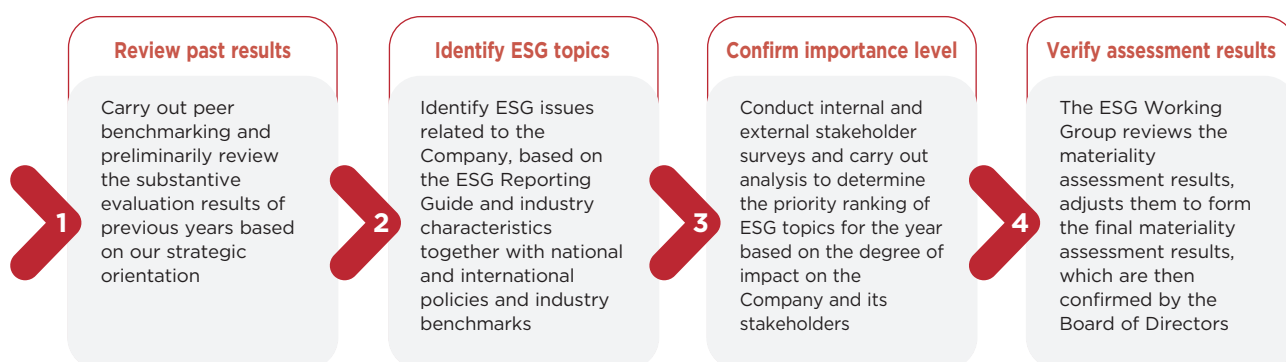 Review past results
1
Carry out peer
benchmarking and
preliminarily review
the substantive
evaluation results of
previous years based
on our strategic
orientation
Identify ESG topics
2
Identify ESG issues
related to the
Company, based on
the ESG Reporting
Guide and industry
characteristics
together with national
and international
policies and industry
benchmarks
Confirm importance level
3
Conduct internal and
external stakeholder
surveys and carry out
analysis to determine
the priority ranking of
ESG topics for the year
based on the degree of
impact on the
Company and its
stakeholders
Verify assessment results
4
The ESG Working
Group reviews the
materiality
assessment results,
adjusts them to form
the final materiality
assessment results,
which are then
confirmed by the
Board of Directors